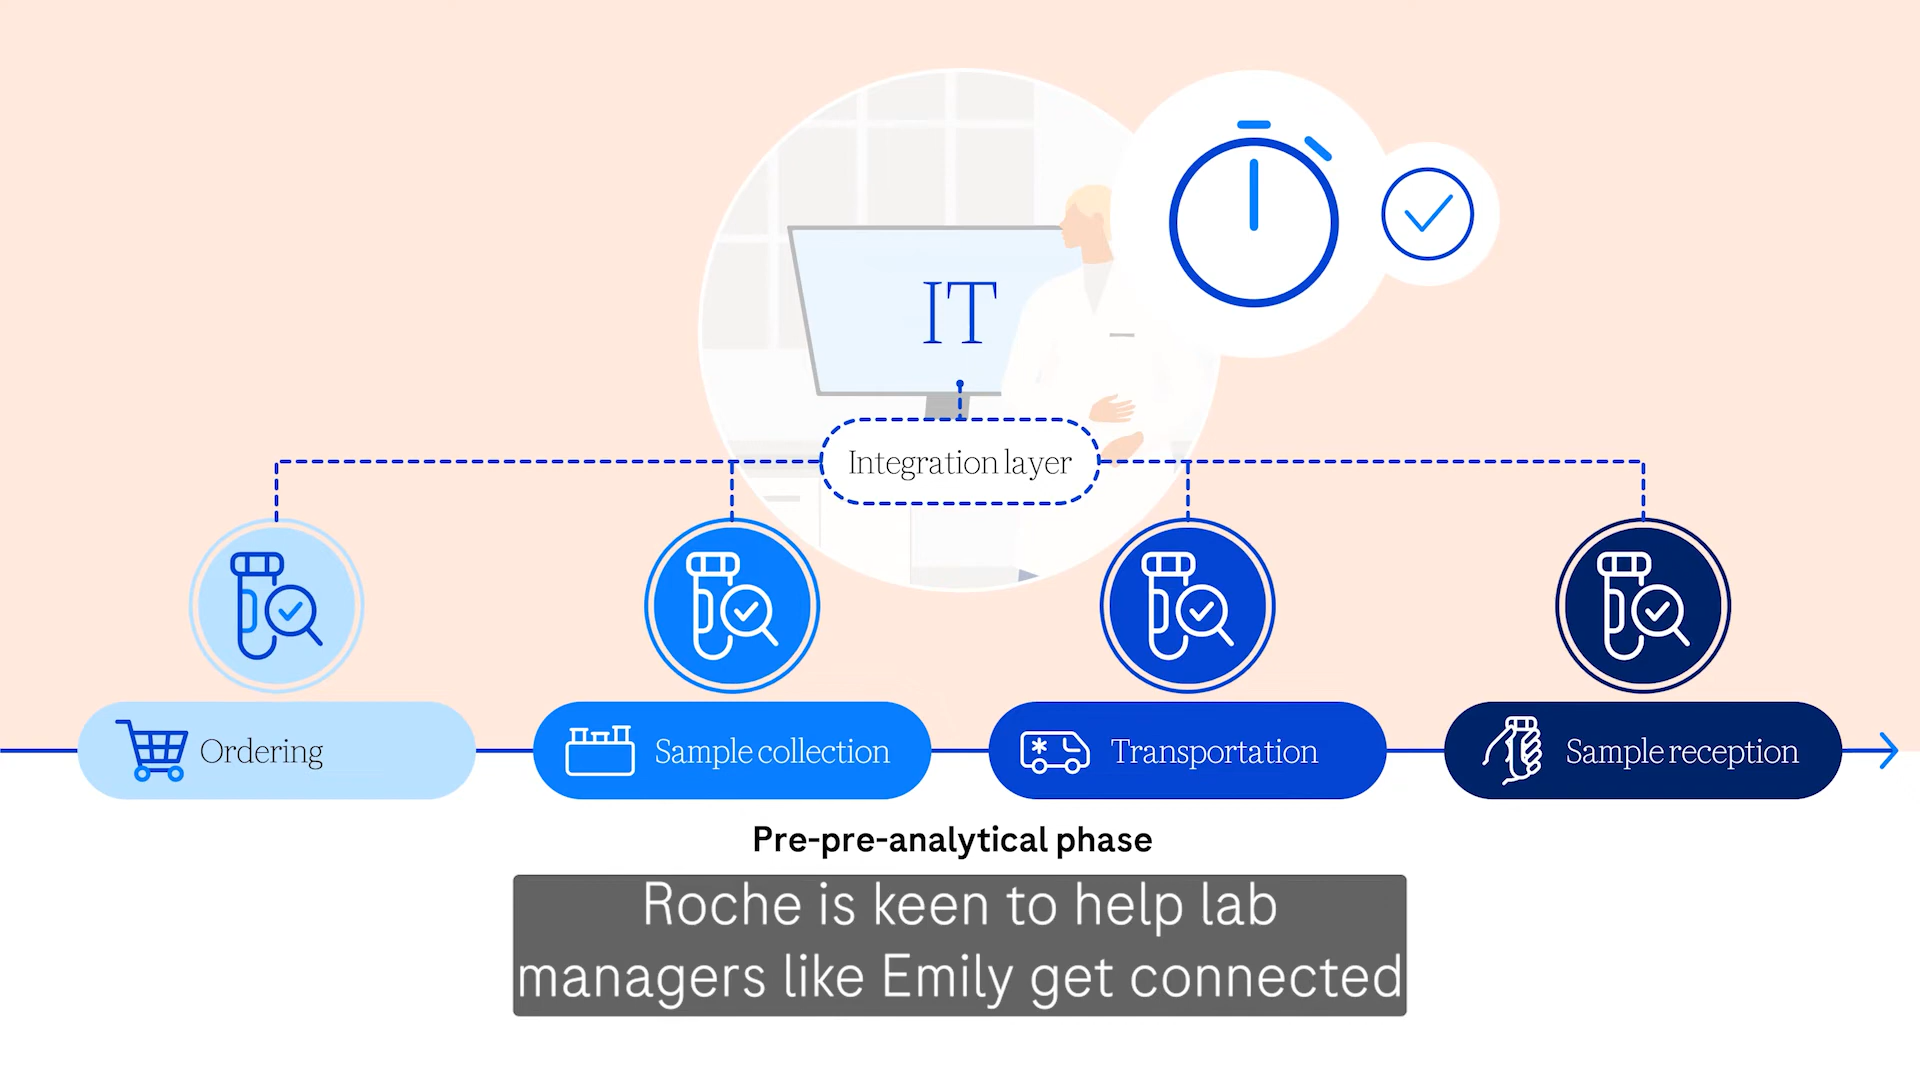 IT
Integration layer
Ordering
Sample collection
Transportation
Sample reception
Pre-pre-analytical phase
Roche is keen to help lab
managers like Emily get connected